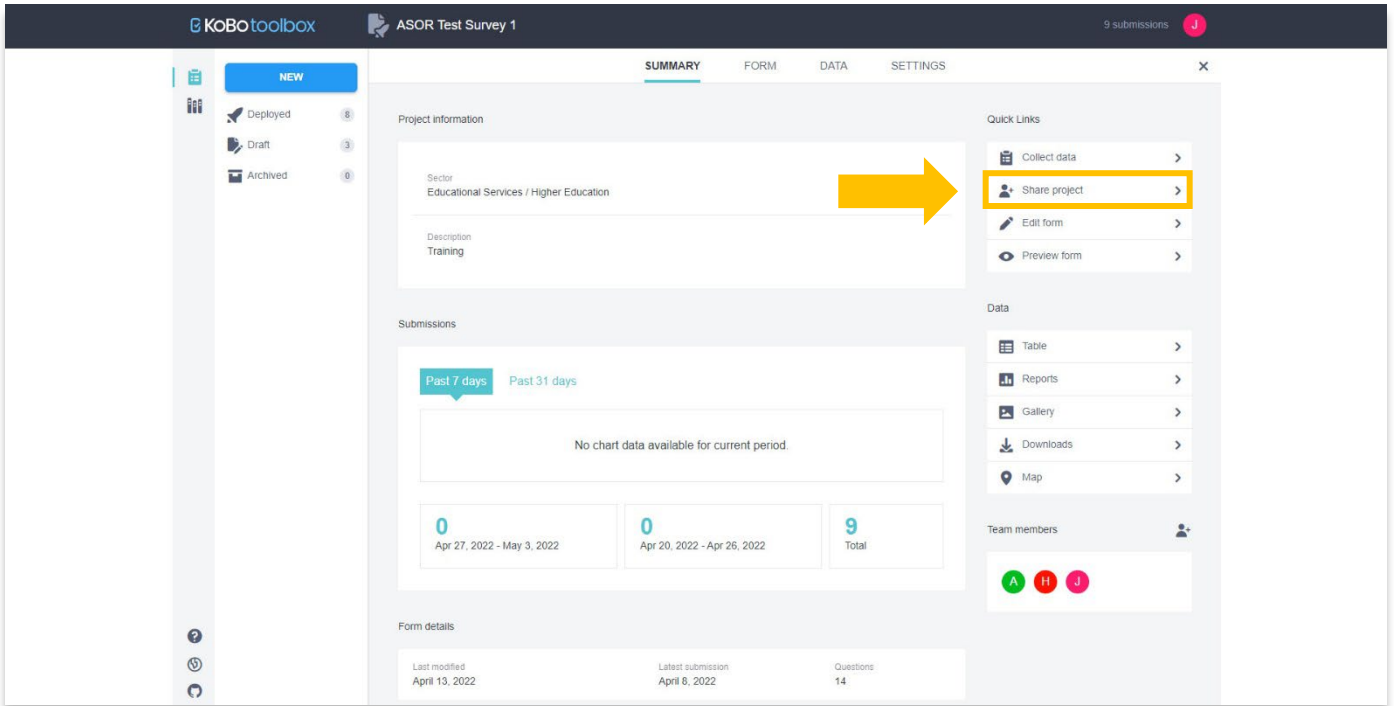 KoBotoolbox
ASOR Test Survey 1
9 submissions
J
NEW
Deployed 8
Draft 3
Archived 0
SUMMARY FORM DATA SETTINGS
Project information
Sector
Educational Services / Higher Education
Description
Training
Submissions
Past 7 days Past 31 days
No chart data available for current period.
0
Apr 27, 2022 - May 3, 2022
0
Apr 20, 2022 - Apr 26, 2022
9
Total
Form details
Last modified
April 13, 2022
Latest submission
April 8, 2022
Questions
14
Quick Links
Collect data
Share project
Edit form
Preview form
Data
Table
Reports
Gallery
Downloads
Map
Team members
A H J